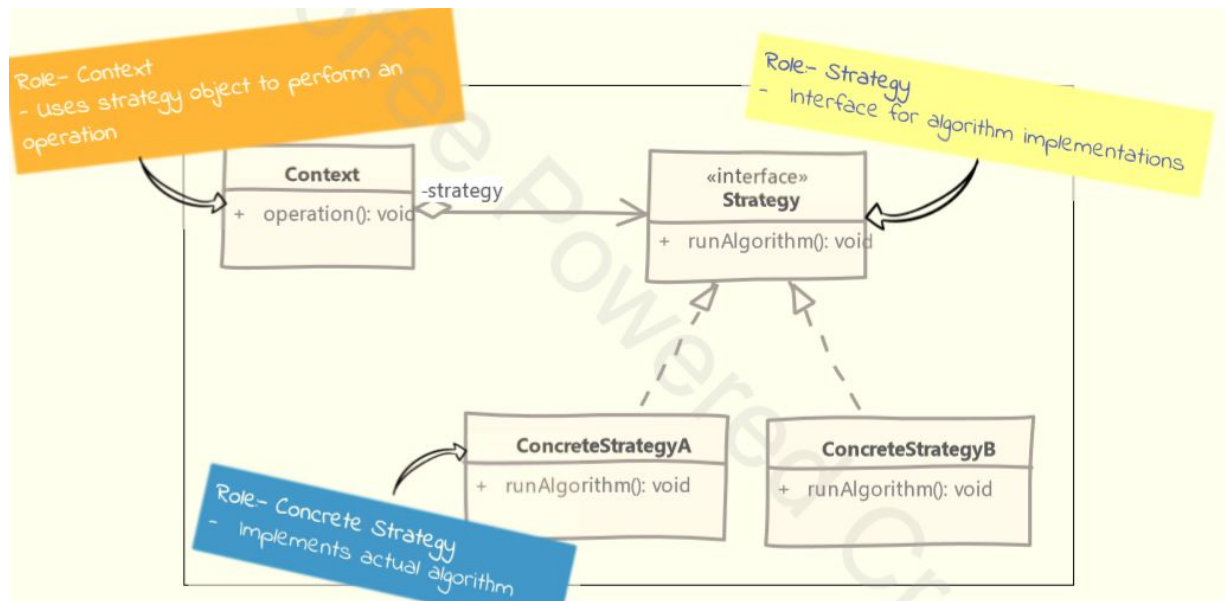 Role- Context
- Uses strategy object to perform an
operation
Role- Strategy
- Interface for algorithm implementations
Context
+ operation(): void
-strategy
«interface»
Strategy
+ runAlgorithm(): void
ConcreteStrategyA
+ runAlgorithm(): void
ConcreteStrategyB
+ runAlgorithm(): void
Role- Concrete Strategy
- Implements actual algorithm
Powered